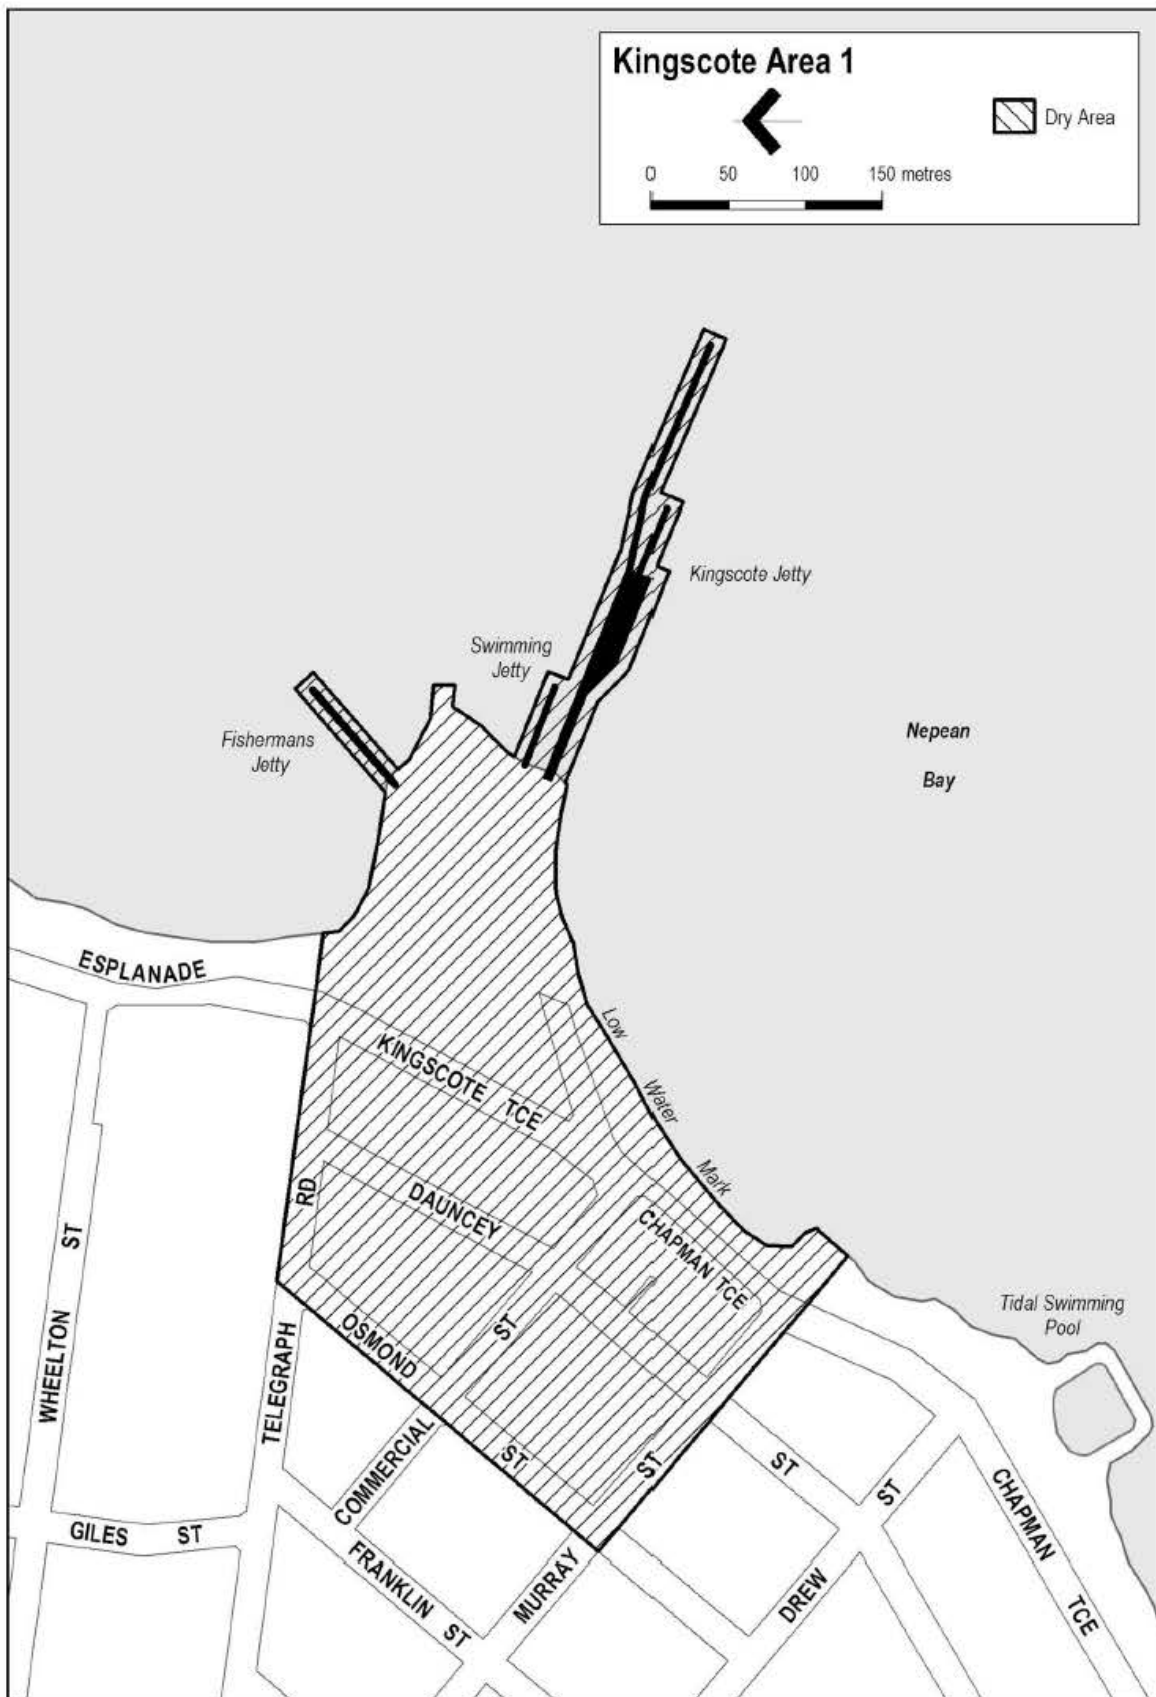 Kingscote Area 1
Dry Area
0 50 100 150 metres
Kingscote Jetty
Swimming
Jetty
Fishermans
Jetty
Nepean
Bay
ESPLANADE
Low
Water
Mark
KINGSCOTE TCE
DAUNCEY
ST
CHAPMAN TCE
RD
TELEGRAPH
WHEELTON ST
OSMOND
ST
COMMERCIAL
ST
MURRAY
ST
Tidal Swimming
Pool
GILES ST
FRANKLIN ST
DREW
ST
CHAPMAN TCE